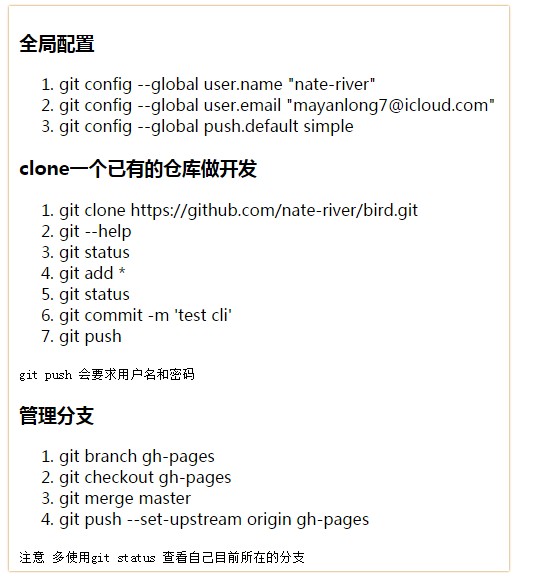 全局配置
1. git config --global user.name "nate-river"
2. git config --global user.email "mayanlong7@icloud.com"
3. git config --global push.default simple
clone一个已有的仓库做开发
1. git clone https://github.com/nate-river/bird.git
2. git --help
3. git status
4. git add *
5. git status
6. git commit -m 'test cli'
7. git push
git push 会要求用户名和密码
管理分支
1. git branch gh-pages
2. git checkout gh-pages
3. git merge master
4. git push --set-upstream origin gh-pages
注意 多使用git status 查看自己目前所在的分支